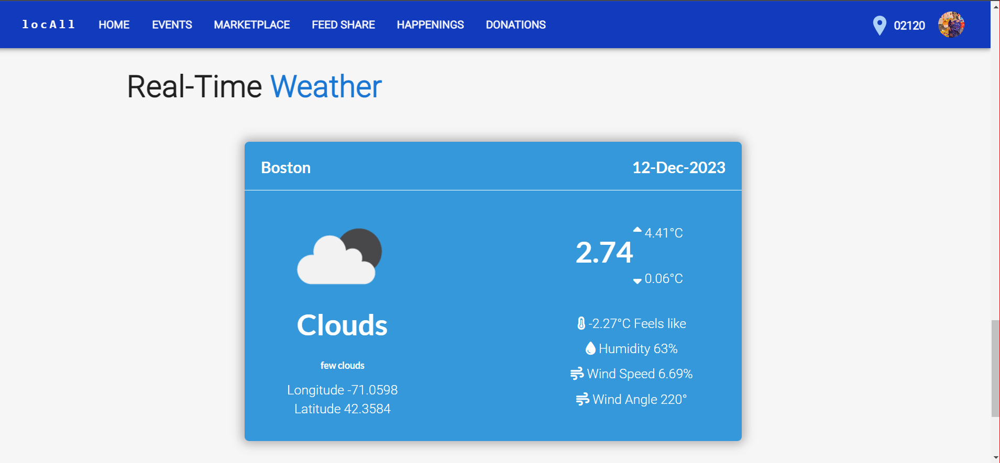 locAll HOME EVENTS MARKETPLACE FEED SHARE HAPPENINGS DONATIONS 02120
Real-Time Weather
Boston 12-Dec-2023
4.41°C
2.74
0.06°C
Clouds
few clouds
Longitude -71.0598
Latitude 42.3584
-2.27°C Feels like
Humidity 63%
Wind Speed 6.69%
Wind Angle 220°